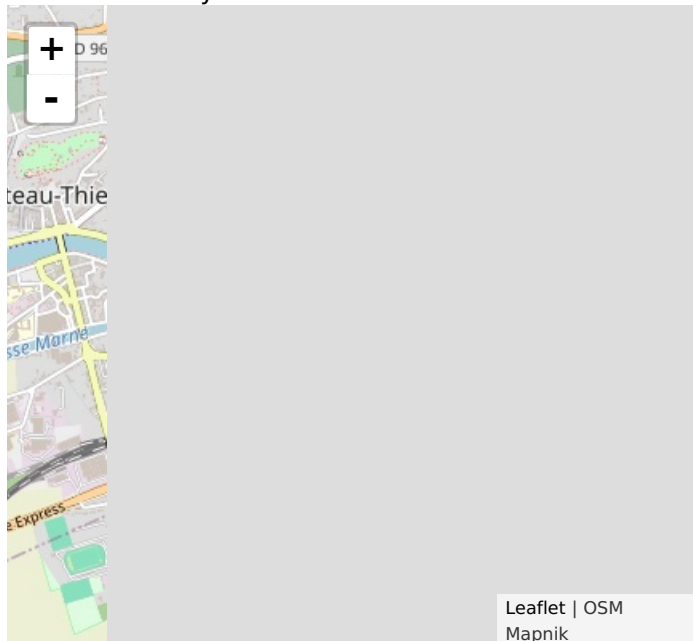 +
D 96
-
teau-Thie
sse Marne
e Express
Leaflet | OSM
Mapnik